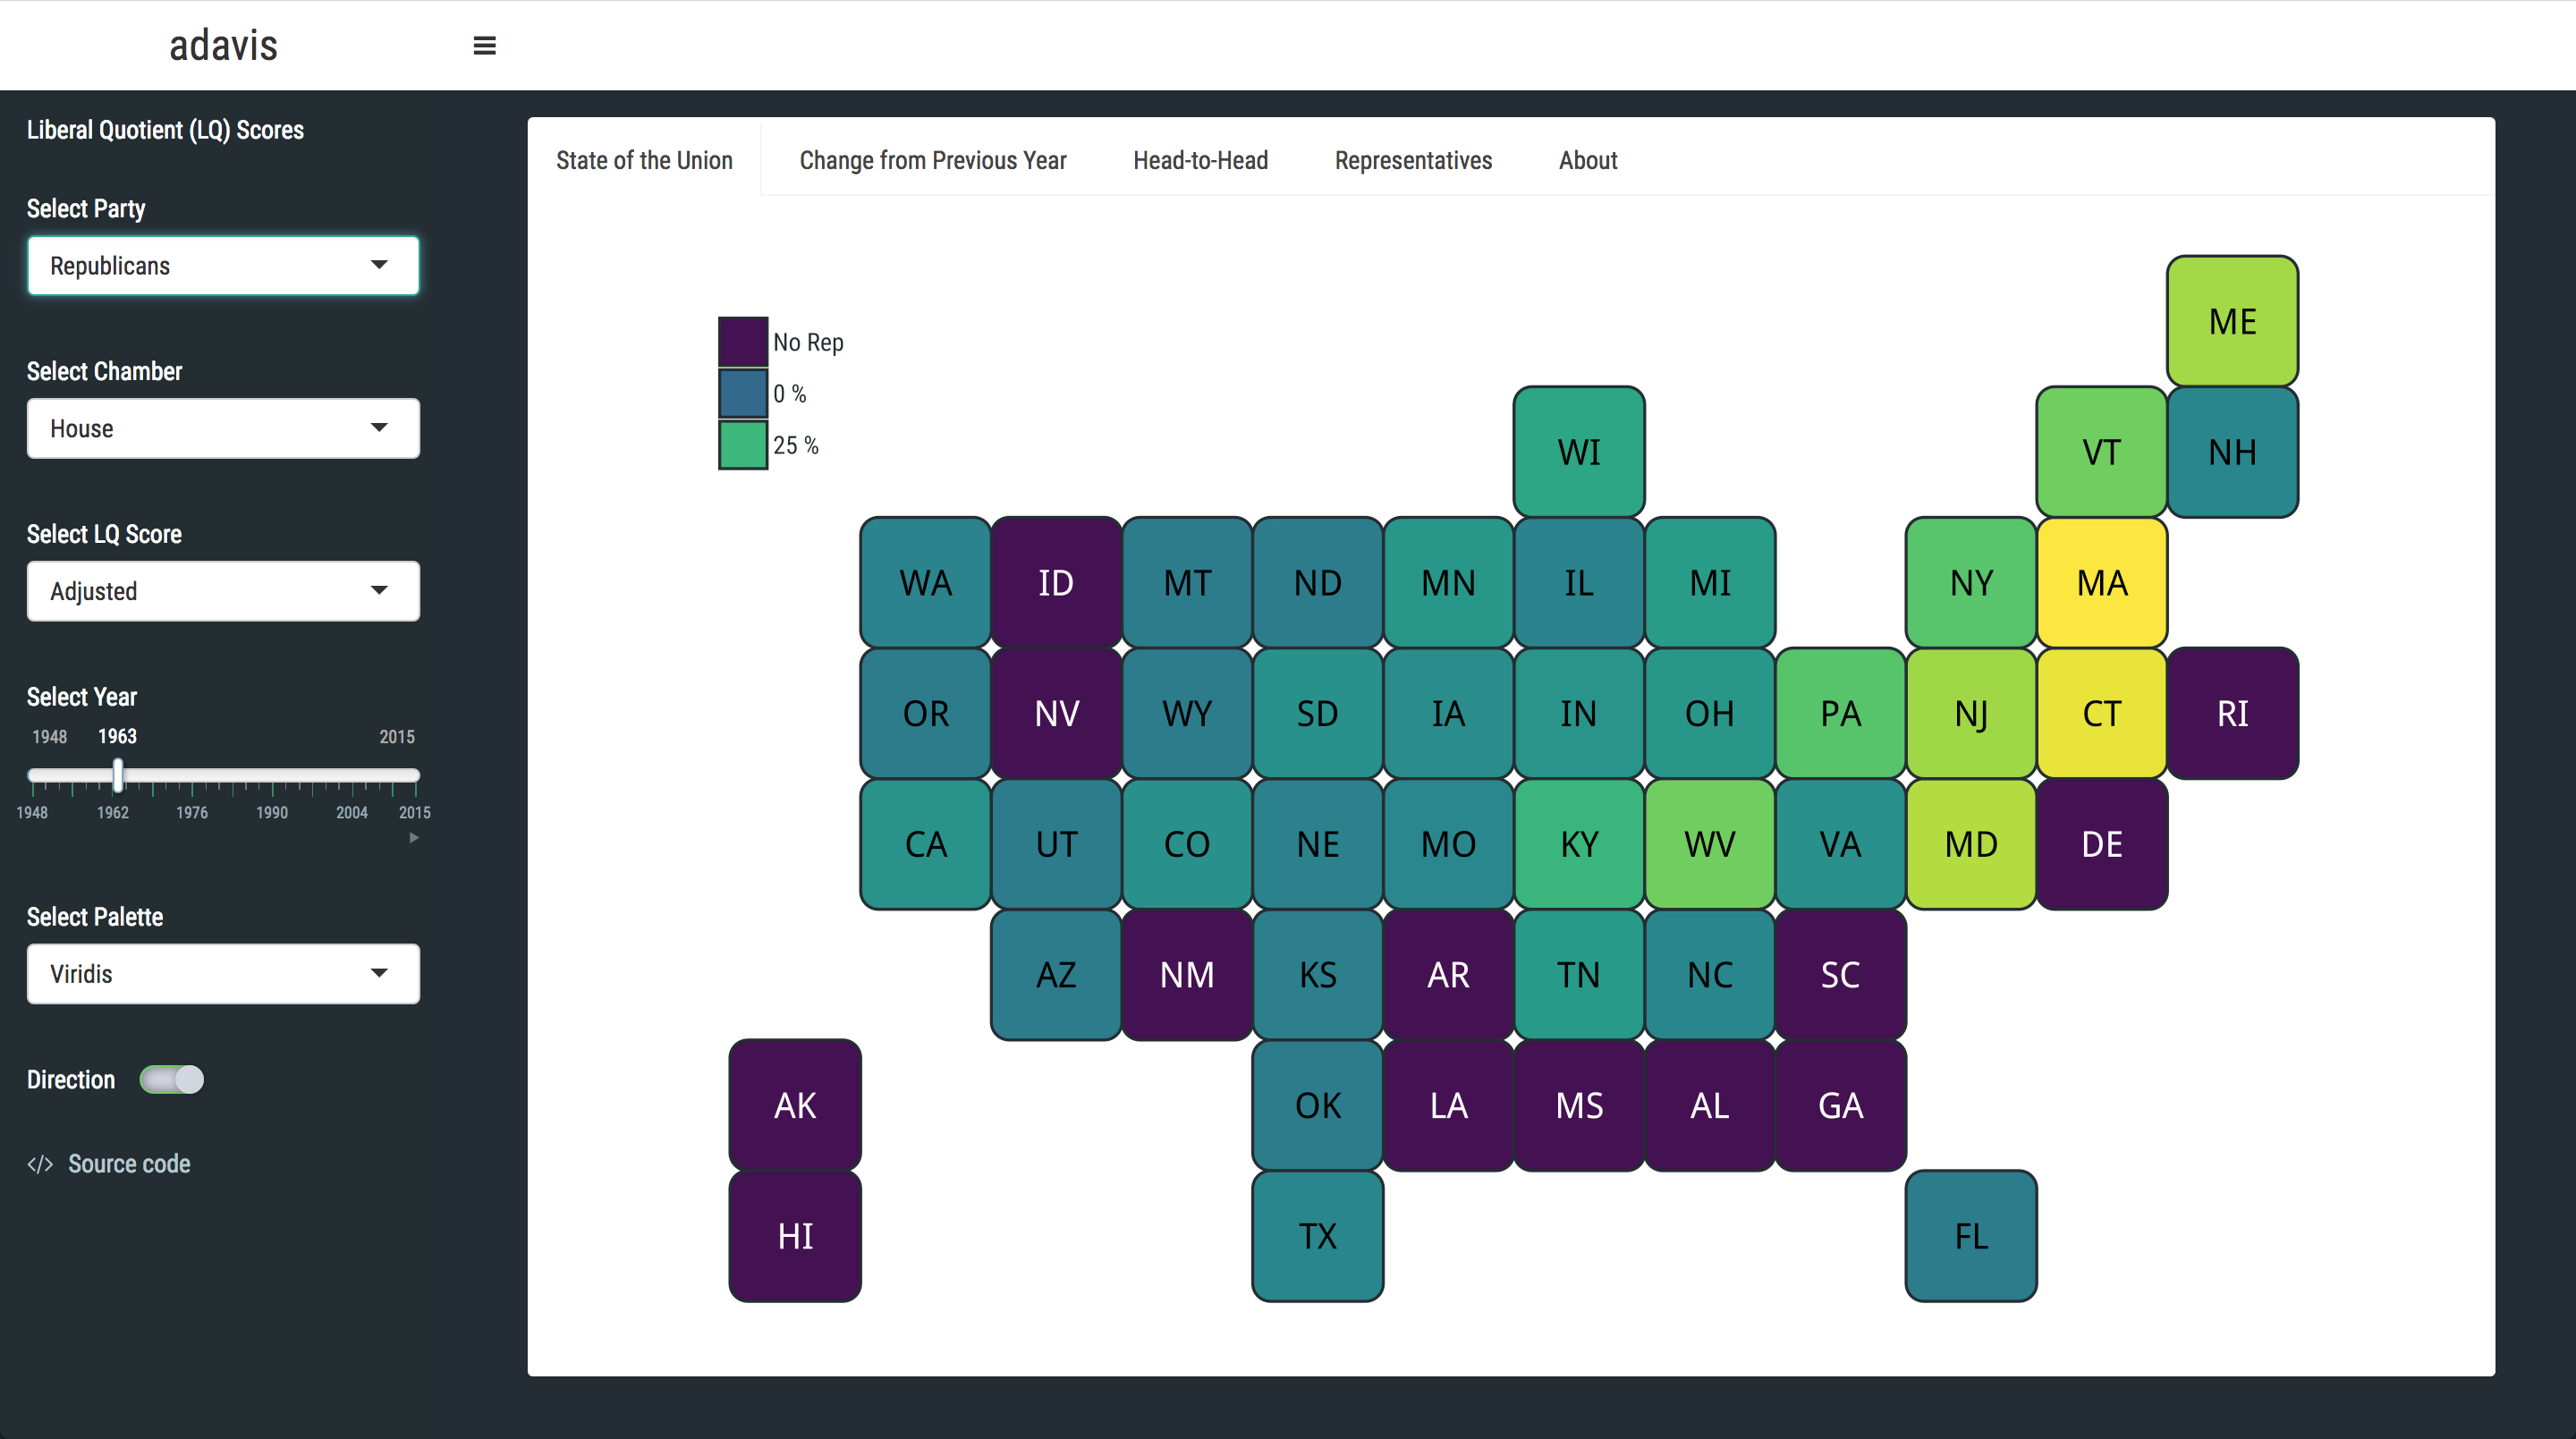 adavis
Liberal Quotient (LQ) Scores
Select Party
Republicans
Select Chamber
House
Select LQ Score
Adjusted
Select Year
1948 1963 2015
1948 1962 1976 1990 2004 2015
Select Palette
Viridis
Direction
</> Source code
State of the Union Change from Previous Year Head-to-Head Representatives About
No Rep
0 %
25 %
ME
WI VT NH
WA ID MT ND MN IL MI NY MA
OR NV WY SD IA IN OH PA NJ CT RI
CA UT CO NE MO KY WV VA MD DE
AZ NM KS AR TN NC SC
AK OK LA MS AL GA
HI TX FL